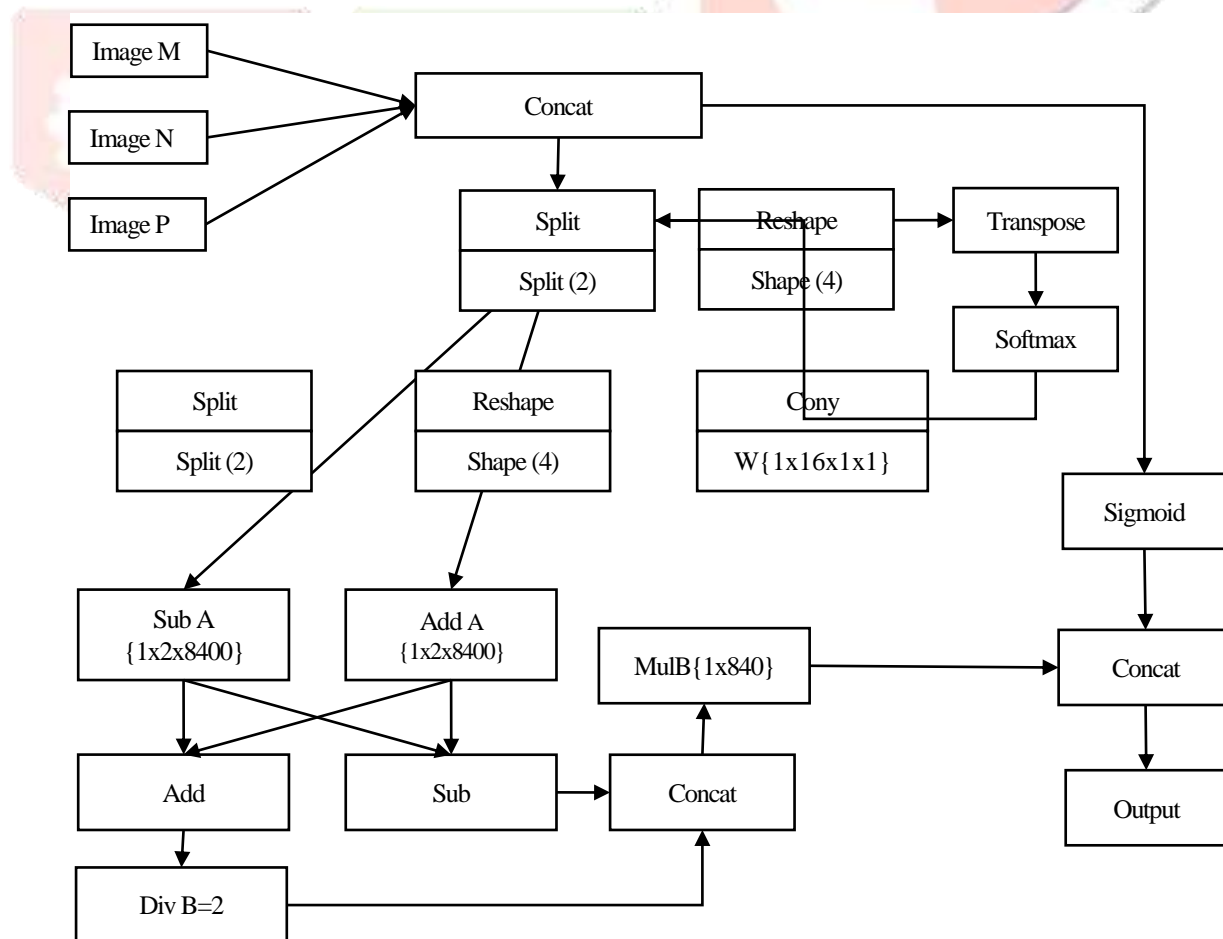 Image M
Image N
Image P
Concat
Split
Split (2)
Reshape
Shape (4)
Transpose
Softmax
Split
Split (2)
Reshape
Shape (4)
Cony
W{1x16x1x1}
Sigmoid
Sub A
{1x2x8400}
Add A
{1x2x8400}
MulB{1x840}
Concat
Add
Sub
Concat
Output
Div B=2